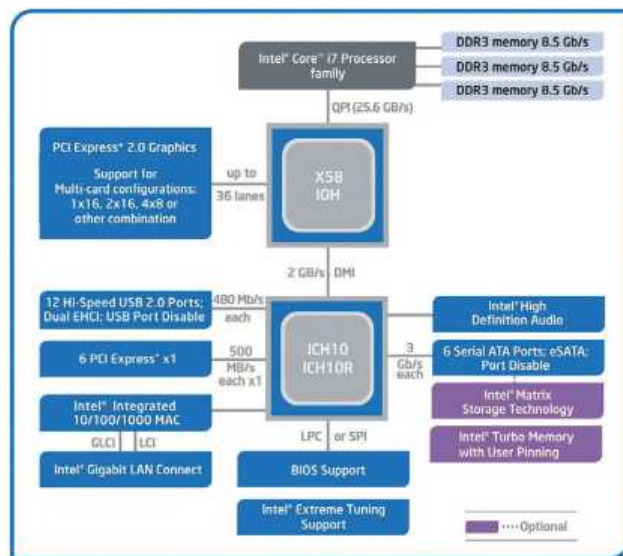 Intel® Core™ i7 Processor
family
DDR3 memory 8.5 Gb/s
DDR3 memory 8.5 Gb/s
DDR3 memory 8.5 Gb/s
QPI (25.6 GB/s)
PCI Express* 2.0 Graphics
Support for
Multi-card configurations:
1x16, 2x16, 4x8 or
other combination
up to
36 lanes
X58
IOH
2 GB/s DMI
12 Hi-Speed USB 2.0 Ports;
Dual EHCI; USB Port Disable
480 Mb/s
each
6 PCI Express* x1
500
MB/s
each x1
Intel® Integrated
10/100/1000 MAC
GLCI LCI
Intel® Gigabit LAN Connect
ICH10
ICH10R
Intel® High
Definition Audio
3
Gb/s
each
6 Serial ATA Ports; eSATA;
Port Disable
Intel® Matrix
Storage Technology
Intel® Turbo Memory
with User Pinning
LPC or SPI
BIOS Support
Intel® Extreme Tuning
Support
Optional